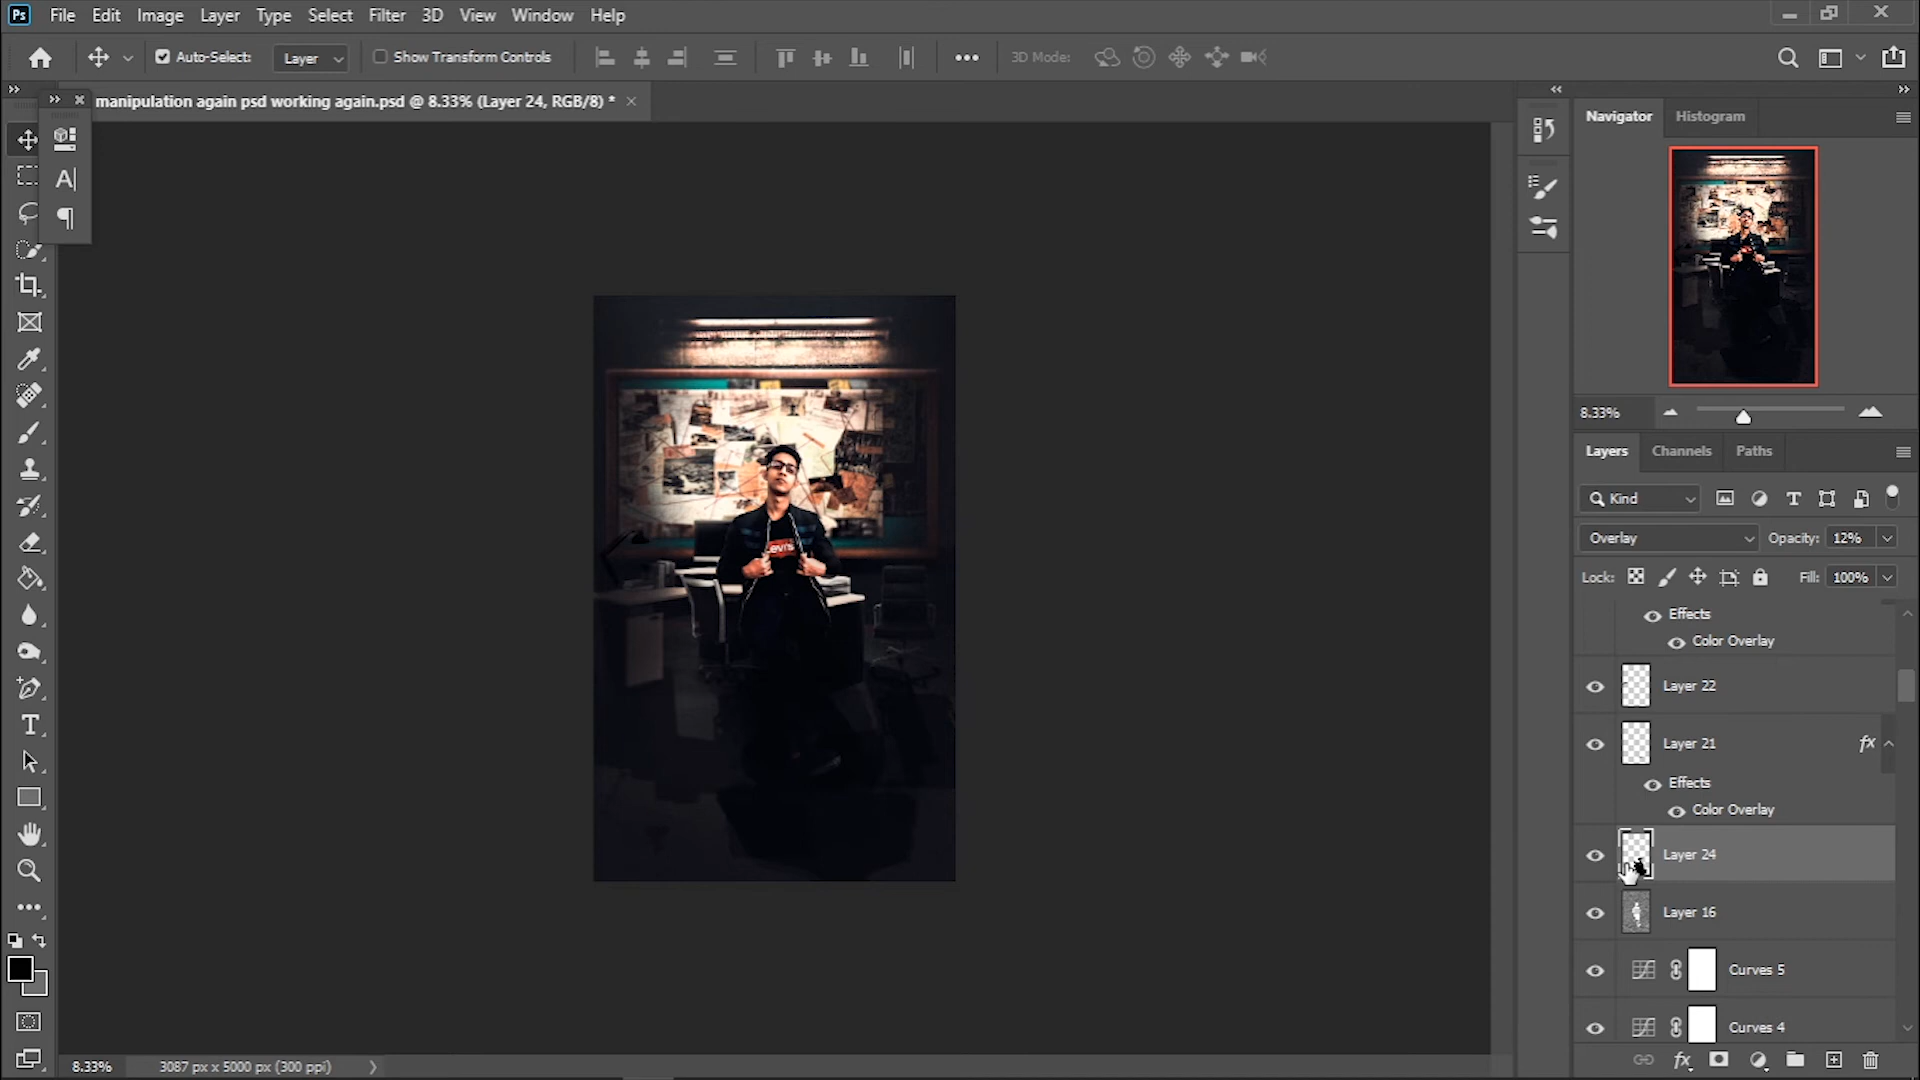 Ps File Edit Image Layer Type Select Filter 3D View Window Help
Auto-Select: Layer Show Transform Controls 3D Mode:
manipulation again psd working again.psd @ 8.33% (Layer 24, RGB/8) *
Navigator Histogram
8.33%
Layers Channels Paths
Kind
Overlay Opacity: 12%
Lock: Fill: 100%
Effects
Color Overlay
Layer 22
Layer 21 fx
Effects
Color Overlay
Layer 24
Layer 16
Curves 5
Curves 4
Levi's
8.33% 3087 px x 5000 px (300 ppi)